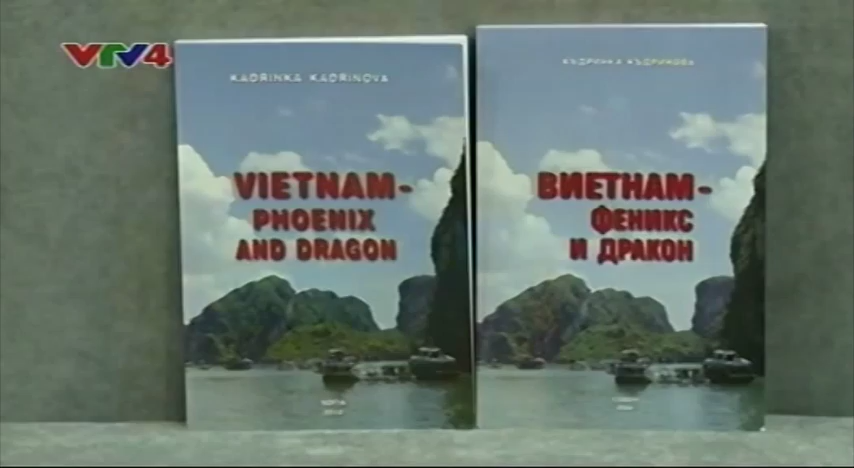 VTV4
KADRINKA KADRINOVA
VIETNAM-
PHOENIX
AND DRAGON
КЪДРИНКА КЪДРИНОВА
ВИЕТНАМ-
ФЕНИКС
И ДРАКОН